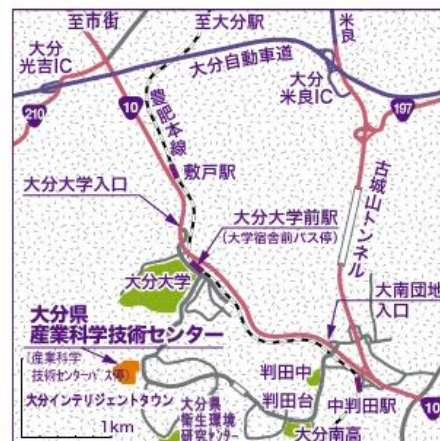 至市街
至大分駅
米良
大分自動車道
大分
光吉IC
大分
米良IC
210
10
197
豊肥本線
敷戸駅
古城山トンネル
大分大学入口
大分大学前駅
(大学宿舎前バス停)
大分大学
大南団地
入口
大分県
産業科学技術センター
(産業科学
技術センターバス停)
大分インテリジェントタウン
判田中
判田台
中判田駅
大分県
衛生環境
研究センター
大分南高
10
1km